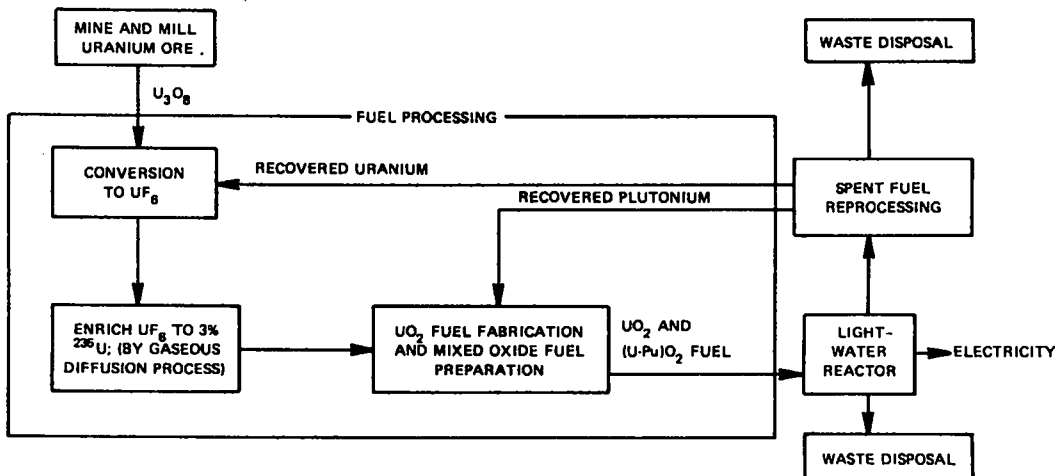 MINE AND MILL
URANIUM ORE .
WASTE DISPOSAL
U₃O₈
FUEL PROCESSING
CONVERSION
TO UF₆
RECOVERED URANIUM
SPENT FUEL
REPROCESSING
RECOVERED PLUTONIUM
ENRICH UF₆ TO 3%
²³⁵U; (BY GASEOUS
DIFFUSION PROCESS)
UO₂ FUEL FABRICATION
AND MIXED OXIDE FUEL
PREPARATION
UO₂ AND
(U-Pu)O₂ FUEL
LIGHT-
WATER
REACTOR
ELECTRICITY
WASTE DISPOSAL